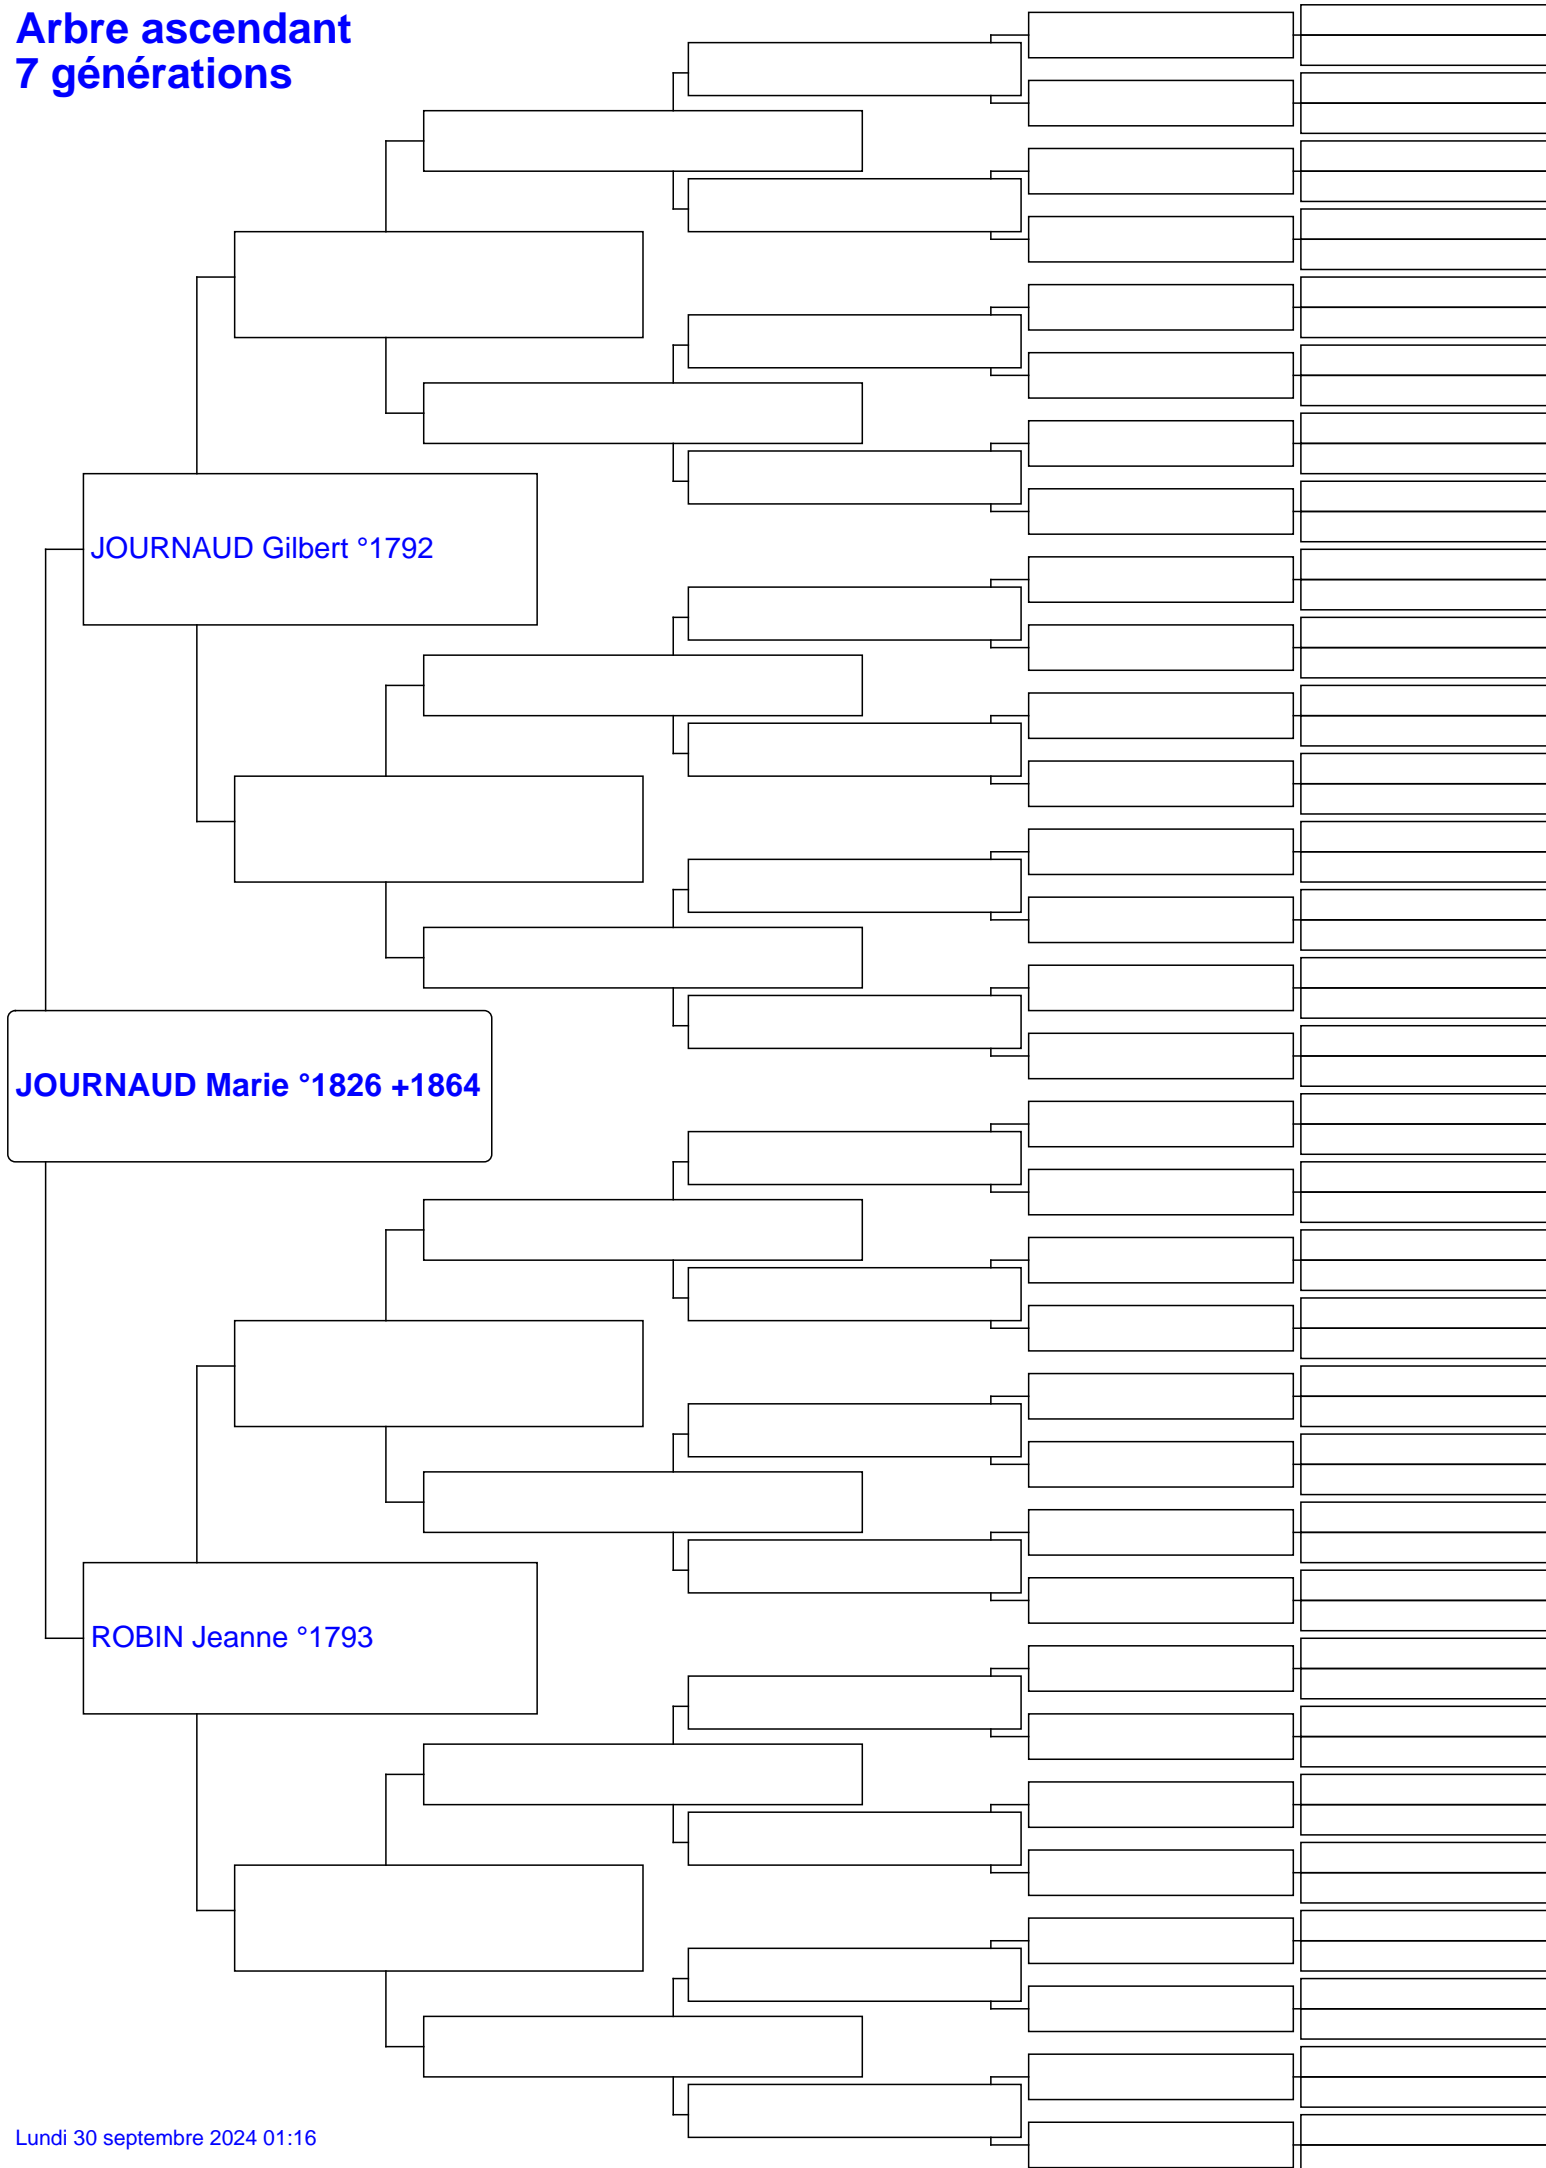 Arbre ascendant
7 générations
JOURNAUD Gilbert °1792
JOURNAUD Marie °1826 +1864
ROBIN Jeanne °1793
Lundi 30 septembre 2024 01:16